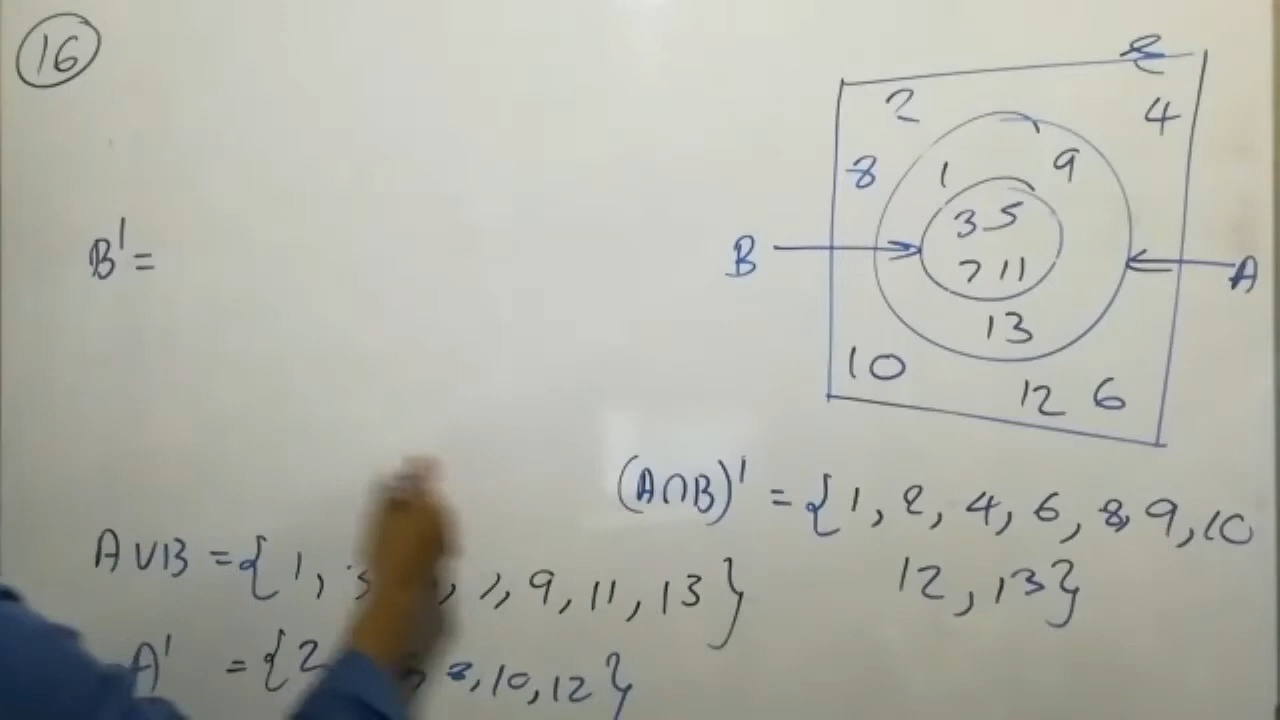 16
ξ
2 4
8 1 9
3 5
B' =
B A
7 11
13
10
12 6
(A∩B)' = {1, 2, 4, 6, 8, 9, 10
12, 13}
A∪B = {1, 7, 9, 11, 13}
A' = {2 8, 10, 12}